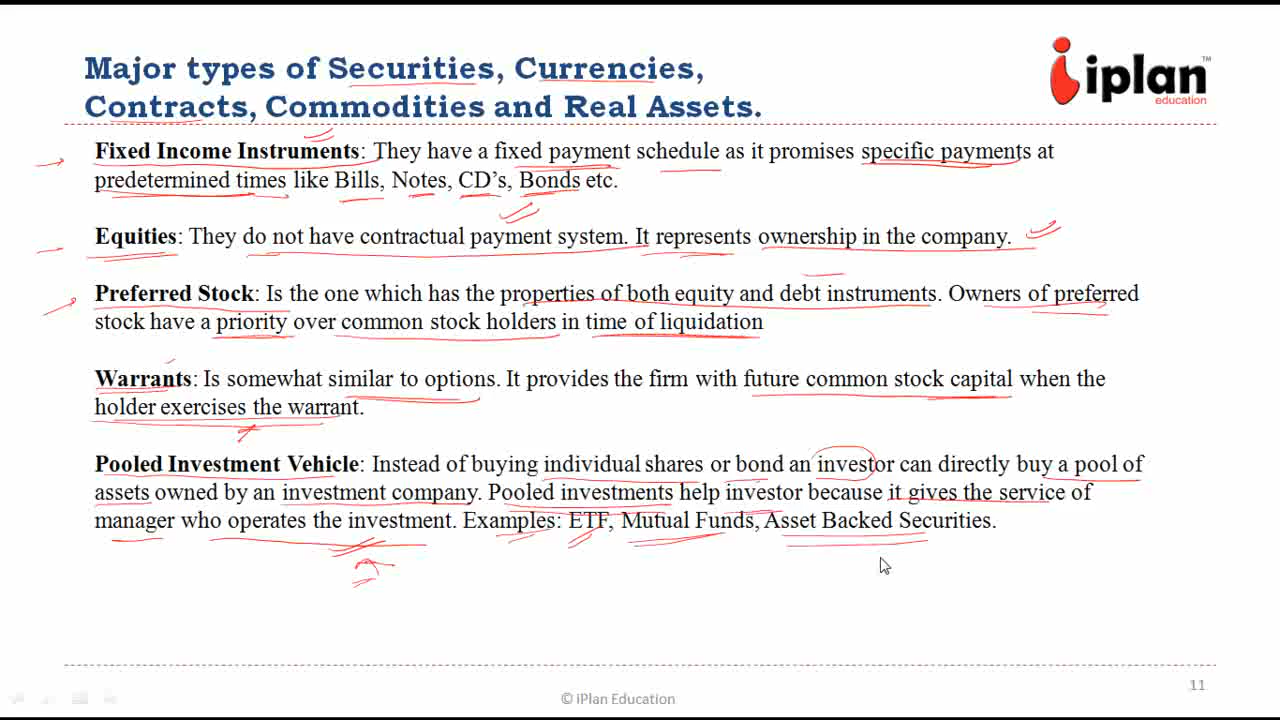 Major types of Securities, Currencies,
Contracts, Commodities and Real Assets.
iplan™
education
Fixed Income Instruments: They have a fixed payment schedule as it promises specific payments at
predetermined times like Bills, Notes, CD's, Bonds etc.
Equities: They do not have contractual payment system. It represents ownership in the company.
Preferred Stock: Is the one which has the properties of both equity and debt instruments. Owners of preferred
stock have a priority over common stock holders in time of liquidation
Warrants: Is somewhat similar to options. It provides the firm with future common stock capital when the
holder exercises the warrant.
Pooled Investment Vehicle: Instead of buying individual shares or bond an investor can directly buy a pool of
assets owned by an investment company. Pooled investments help investor because it gives the service of
manager who operates the investment. Examples: ETF, Mutual Funds, Asset Backed Securities.
© iPlan Education
11